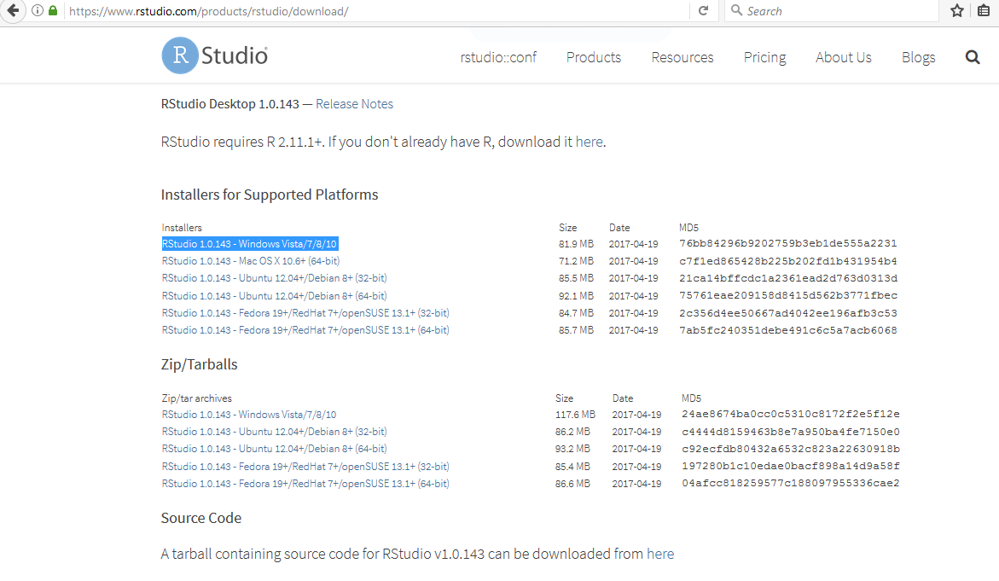 https://www.rstudio.com/products/rstudio/download/
Search
R Studio
rstudio::conf Products Resources Pricing About Us Blogs
RStudio Desktop 1.0.143 — Release Notes
RStudio requires R 2.11.1+. If you don't already have R, download it here.
Installers for Supported Platforms
Installers Size Date MD5
RStudio 1.0.143 - Windows Vista/7/8/10 81.9 MB 2017-04-19 76bb84296b9202759b3eb1de555a2231
RStudio 1.0.143 - Mac OS X 10.6+ (64-bit) 71.2 MB 2017-04-19 c7f1ed865428b225b202fd1b431954b4
RStudio 1.0.143 - Ubuntu 12.04+/Debian 8+ (32-bit) 85.5 MB 2017-04-19 21ca14bffcdc1a2361ead2d763d0313d
RStudio 1.0.143 - Ubuntu 12.04+/Debian 8+ (64-bit) 92.1 MB 2017-04-19 75761eae209158d8415d562b3771fbec
RStudio 1.0.143 - Fedora 19+/RedHat 7+/openSUSE 13.1+ (32-bit) 84.7 MB 2017-04-19 2c356d4ee50667ad4042ee196afb3c53
RStudio 1.0.143 - Fedora 19+/RedHat 7+/openSUSE 13.1+ (64-bit) 85.7 MB 2017-04-19 7ab5fc240351debe491c6c5a7acb6068
Zip/Tarballs
Zip/tar archives Size Date MD5
RStudio 1.0.143 - Windows Vista/7/8/10 117.6 MB 2017-04-19 24ae8674ba0cc0c5310c8172f2e5f12e
RStudio 1.0.143 - Ubuntu 12.04+/Debian 8+ (32-bit) 86.2 MB 2017-04-19 c4444d8159463b8e7a950ba4fe7150e0
RStudio 1.0.143 - Ubuntu 12.04+/Debian 8+ (64-bit) 93.2 MB 2017-04-19 c92ecfdb80432a6532c823a22630918b
RStudio 1.0.143 - Fedora 19+/RedHat 7+/openSUSE 13.1+ (32-bit) 85.4 MB 2017-04-19 197280b1c10edae0bacf898a14d9a58f
RStudio 1.0.143 - Fedora 19+/RedHat 7+/openSUSE 13.1+ (64-bit) 86.6 MB 2017-04-19 04afcc818259577c188097955336cae2
Source Code
A tarball containing source code for RStudio v1.0.143 can be downloaded from here